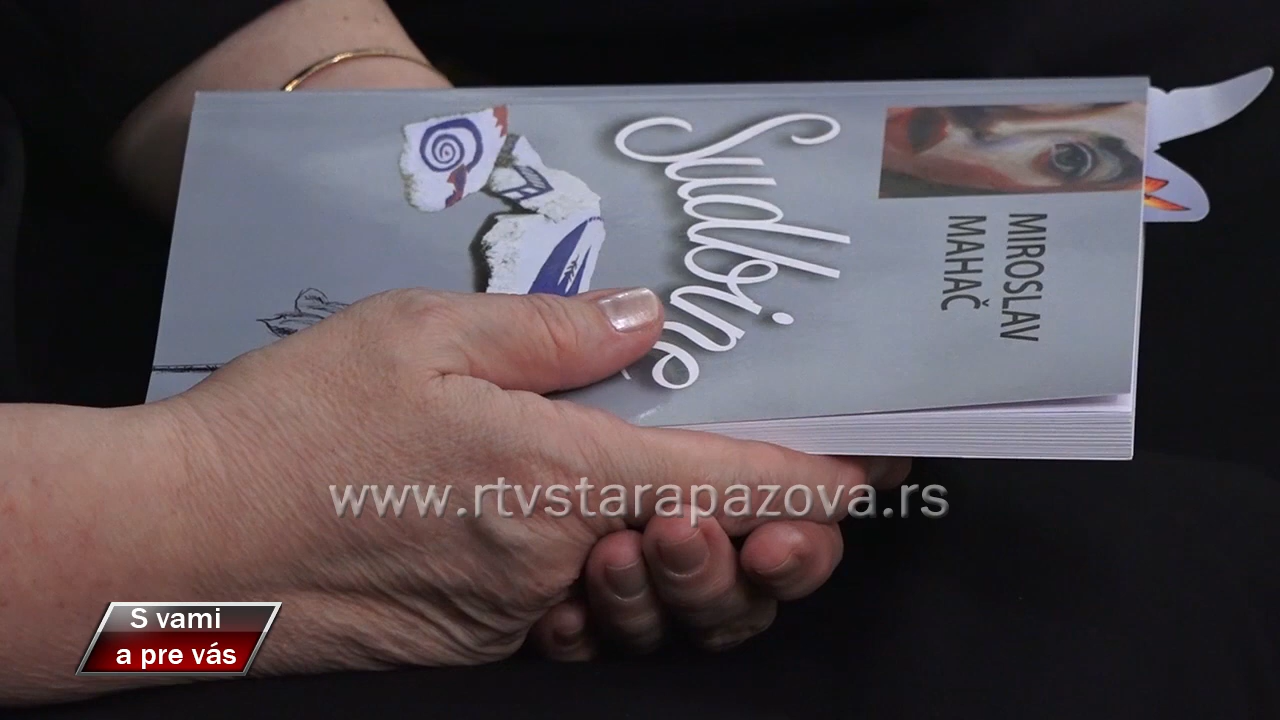 Sudbine
MIROSLAV
MAHAČ
www.rtvstarapazova.rs
S vami
a pre vás